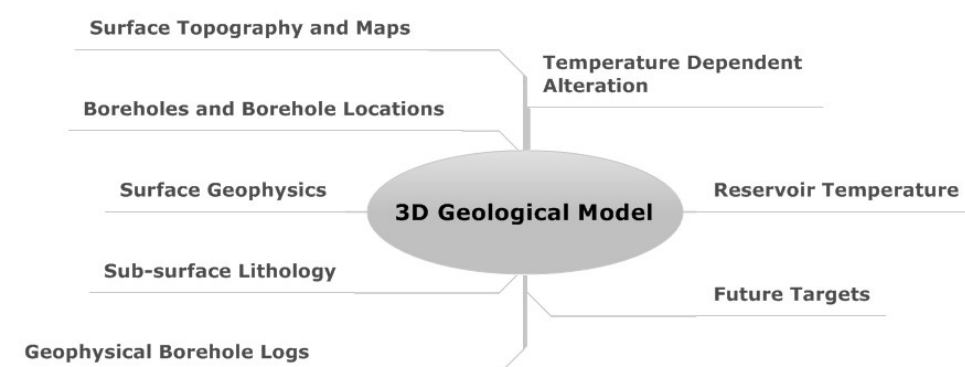 Surface Topography and Maps
Temperature Dependent
Alteration
Boreholes and Borehole Locations
Surface Geophysics
3D Geological Model
Reservoir Temperature
Sub-surface Lithology
Future Targets
Geophysical Borehole Logs